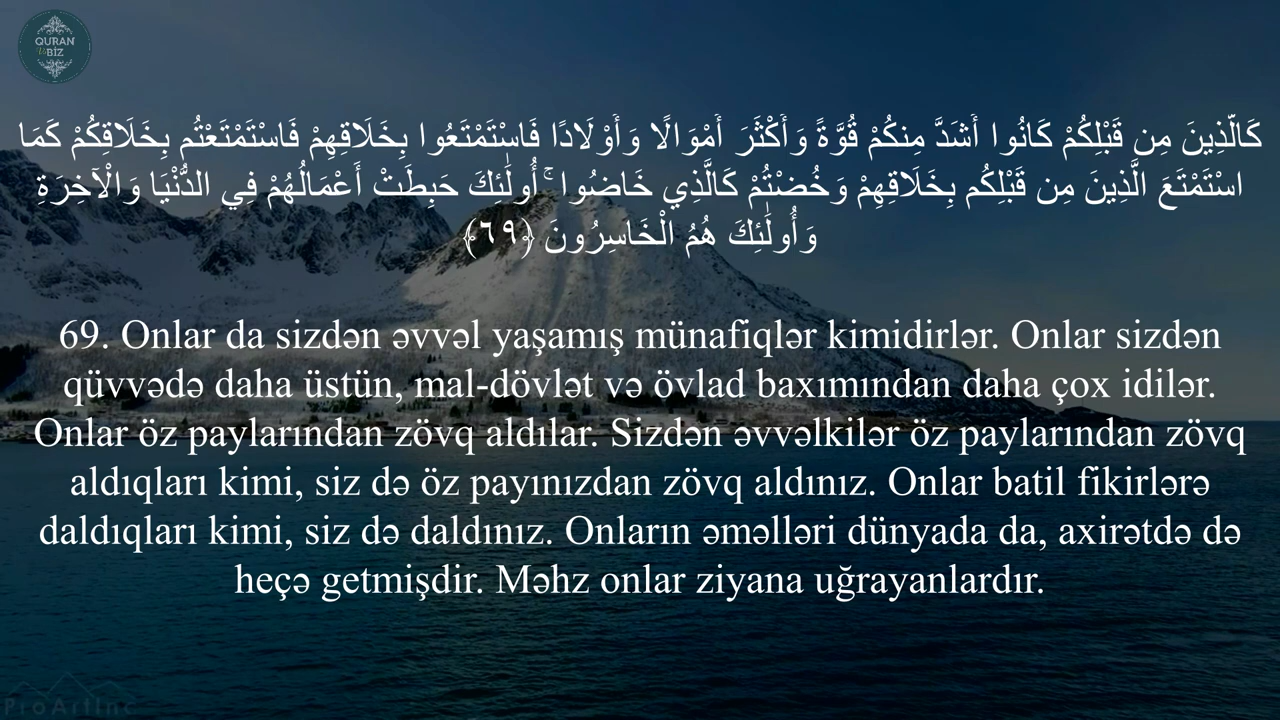 QURAN
Və
BİZ
كَالَّذِينَ مِن قَبْلِكُمْ كَانُوا أَشَدَّ مِنكُمْ قُوَّةً وَأَكْثَرَ أَمْوَالًا وَأَوْلَادًا فَاسْتَمْتَعُوا بِخَلَاقِهِمْ فَاسْتَمْتَعْتُم بِخَلَاقِكُمْ كَمَا
اسْتَمْتَعَ الَّذِينَ مِن قَبْلِكُم بِخَلَاقِهِمْ وَخُضْتُمْ كَالَّذِي خَاضُوا ۚ أُولَٰئِكَ حَبِطَتْ أَعْمَالُهُمْ فِي الدُّنْيَا وَالْآخِرَةِ
وَأُولَٰئِكَ هُمُ الْخَاسِرُونَ ﴿٦٩﴾
69. Onlar da sizdən əvvəl yaşamış münafiqlər kimidirlər. Onlar sizdən
qüvvədə daha üstün, mal-dövlət və övlad baxımından daha çox idilər.
Onlar öz paylarından zövq aldılar. Sizdən əvvəlkilər öz paylarından zövq
aldıqları kimi, siz də öz payınızdan zövq aldınız. Onlar batil fikirlərə
daldıqları kimi, siz də daldınız. Onların əməlləri dünyada da, axirətdə də
heçə getmişdir. Məhz onlar ziyana uğrayanlardır.
ProArtInc